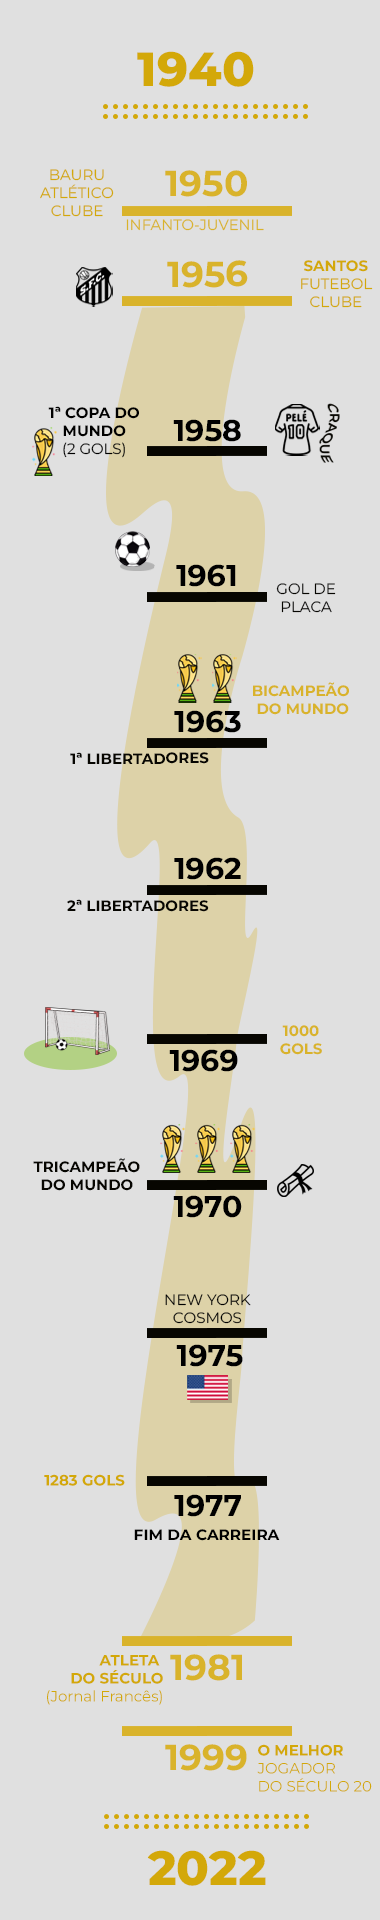 1940
BAURU
ATLÉTICO
CLUBE
1950
INFANTO-JUVENIL
1956
SANTOS
FUTEBOL
CLUBE
1ª COPA DO
MUNDO
(2 GOLS)
1958
PELÉ
10
CRAQUE
1961
GOL DE
PLACA
BICAMPEÃO
DO MUNDO
1963
1ª LIBERTADORES
1962
2ª LIBERTADORES
1969
1000
GOLS
TRICAMPEÃO
DO MUNDO
1970
NEW YORK
COSMOS
1975
1283 GOLS
1977
FIM DA CARREIRA
ATLETA
DO SÉCULO
(Jornal Francês)
1981
1999
O MELHOR
JOGADOR
DO SÉCULO 20
2022